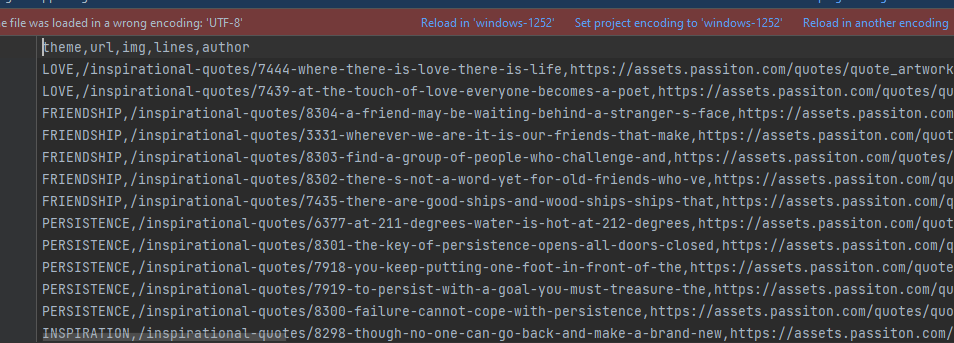 e file was loaded in a wrong encoding: 'UTF-8' Reload in 'windows-1252' Set project encoding to 'windows-1252' Reload in another encoding
theme,url,img,lines,author
LOVE,/inspirational-quotes/7444-where-there-is-love-there-is-life,https://assets.passiton.com/quotes/quote_artwork
LOVE,/inspirational-quotes/7439-at-the-touch-of-love-everyone-becomes-a-poet,https://assets.passiton.com/quotes/qu
FRIENDSHIP,/inspirational-quotes/8304-a-friend-may-be-waiting-behind-a-stranger-s-face,https://assets.passiton.c
FRIENDSHIP,/inspirational-quotes/3331-wherever-we-are-it-is-our-friends-that-make,https://assets.passiton.com/quot
FRIENDSHIP,/inspirational-quotes/8303-find-a-group-of-people-who-challenge-and,https://assets.passiton.com/quotes/
FRIENDSHIP,/inspirational-quotes/8302-there-s-not-a-word-yet-for-old-friends-who-ve,https://assets.passiton.com/qu
FRIENDSHIP,/inspirational-quotes/7435-there-are-good-ships-and-wood-ships-ships-that,https://assets.passiton.com/q
PERSISTENCE,/inspirational-quotes/6377-at-211-degrees-water-is-hot-at-212-degrees,https://assets.passiton.com/quot
PERSISTENCE,/inspirational-quotes/8301-the-key-of-persistence-opens-all-doors-closed,https://assets.passiton.com/q
PERSISTENCE,/inspirational-quotes/7918-you-keep-putting-one-foot-in-front-of-the,https://assets.passiton.com/quote
PERSISTENCE,/inspirational-quotes/7919-to-persist-with-a-goal-you-must-treasure-the,https://assets.passiton.com/qu
PERSISTENCE,/inspirational-quotes/8300-failure-cannot-cope-with-persistence,https://assets.passiton.com/quotes/quo
INSPIRATION,/inspirational-quotes/8298-though-no-one-can-go-back-and-make-a-brand-new,https://assets.passiton.com/